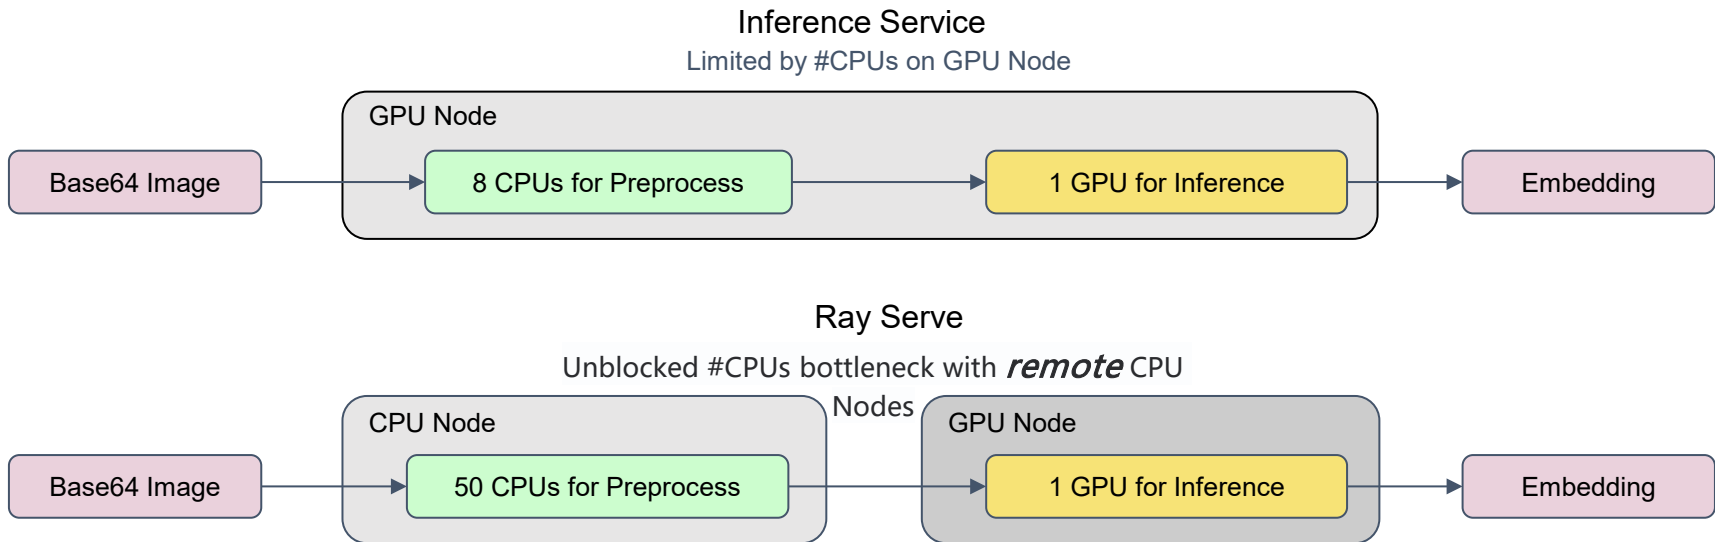 Inference Service
Limited by #CPUs on GPU Node
GPU Node
Base64 Image
8 CPUs for Preprocess
1 GPU for Inference
Embedding
Ray Serve
Unblocked #CPUs bottleneck with remote CPU
Nodes
CPU Node
GPU Node
Base64 Image
50 CPUs for Preprocess
1 GPU for Inference
Embedding